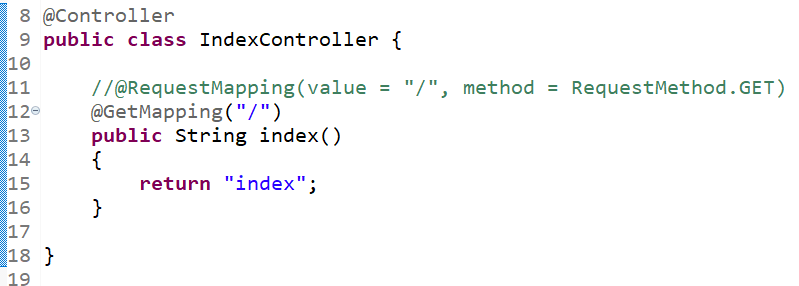 8 @Controller
9 public class IndexController {
10
11     //@RequestMapping(value = "/", method = RequestMethod.GET)
12     @GetMapping("/")
13     public String index()
14     {
15         return "index";
16     }
17
18 }
19